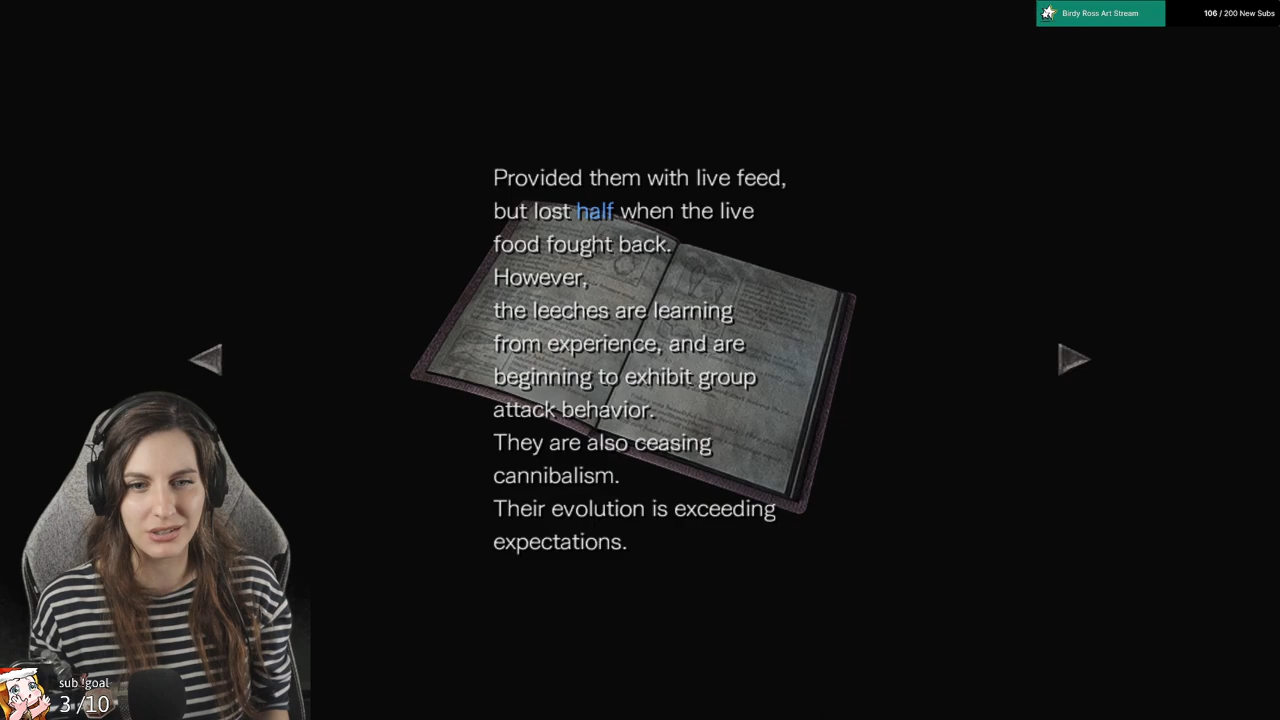 Birdy Ross Art Stream
106 / 200 New Subs
Provided them with live feed,
but lost half when the live
food fought back.
However,
the leeches are learning
from experience, and are
beginning to exhibit group
attack behavior.
They are also ceasing
cannibalism.
Their evolution is exceeding
expectations.
sub !goal
3 /10